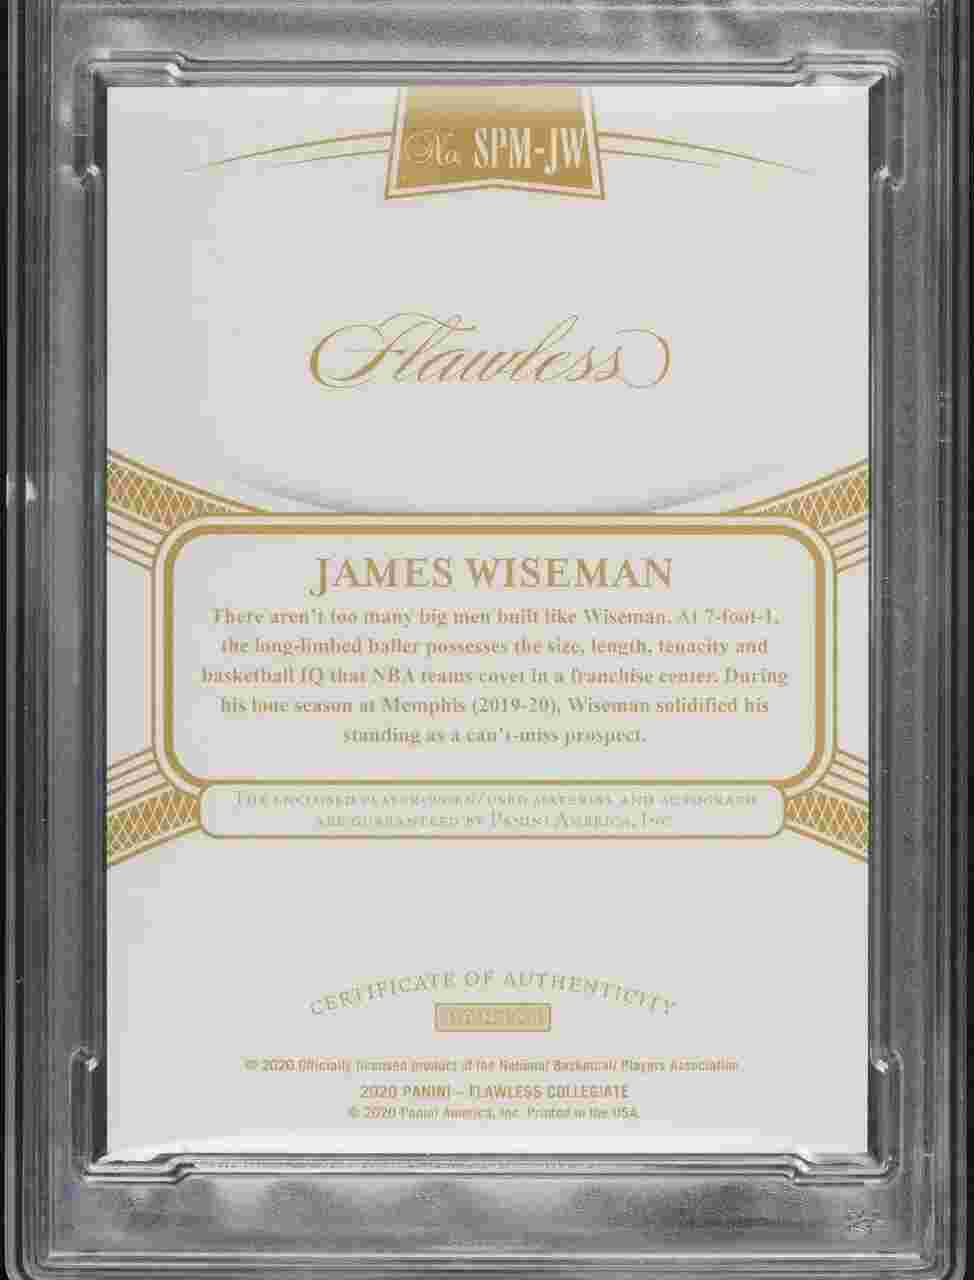 No. SPM-JW
Flawless
JAMES WISEMAN
There aren't too many big men built like Wiseman. At 7-foot-1,
the long-limbed baller possesses the size, length, tenacity and
basketball IQ that NBA teams covet in a franchise center. During
his lone season at Memphis (2019-20), Wiseman solidified his
standing as a can't-miss prospect.
The enclosed player-worn/used material and autograph
are guaranteed by Panini America, Inc.
CERTIFICATE OF AUTHENTICITY
© 2020 Officially licensed product of the National Basketball Players Association.
2020 PANINI – FLAWLESS COLLEGIATE
© 2020 Panini America, Inc. Printed in the USA.